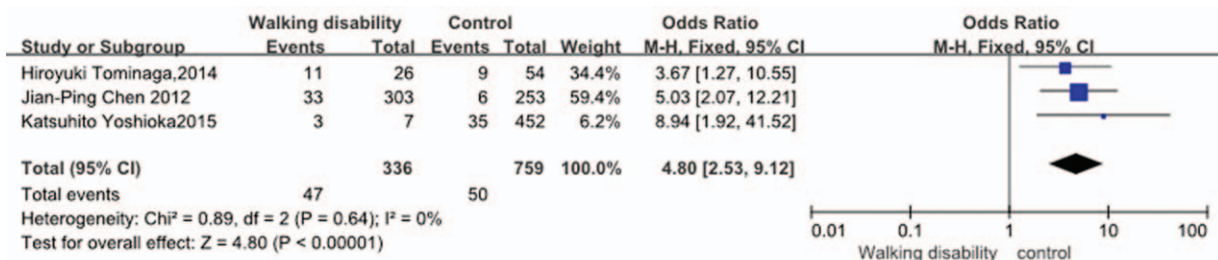 Walking disability Control Odds Ratio Odds Ratio
Study or Subgroup Events Total Events Total Weight M-H, Fixed, 95% CI M-H, Fixed, 95% CI
Hiroyuki Tominaga,2014 11 26 9 54 34.4% 3.67 [1.27, 10.55]
Jian-Ping Chen 2012 33 303 6 253 59.4% 5.03 [2.07, 12.21]
Katsuhito Yoshioka2015 3 7 35 452 6.2% 8.94 [1.92, 41.52]
Total (95% CI) 336 759 100.0% 4.80 [2.53, 9.12]
Total events 47 50
Heterogeneity: Chi² = 0.89, df = 2 (P = 0.64); I² = 0%
Test for overall effect: Z = 4.80 (P < 0.00001)
0.01 0.1 1 10 100
Walking disability control